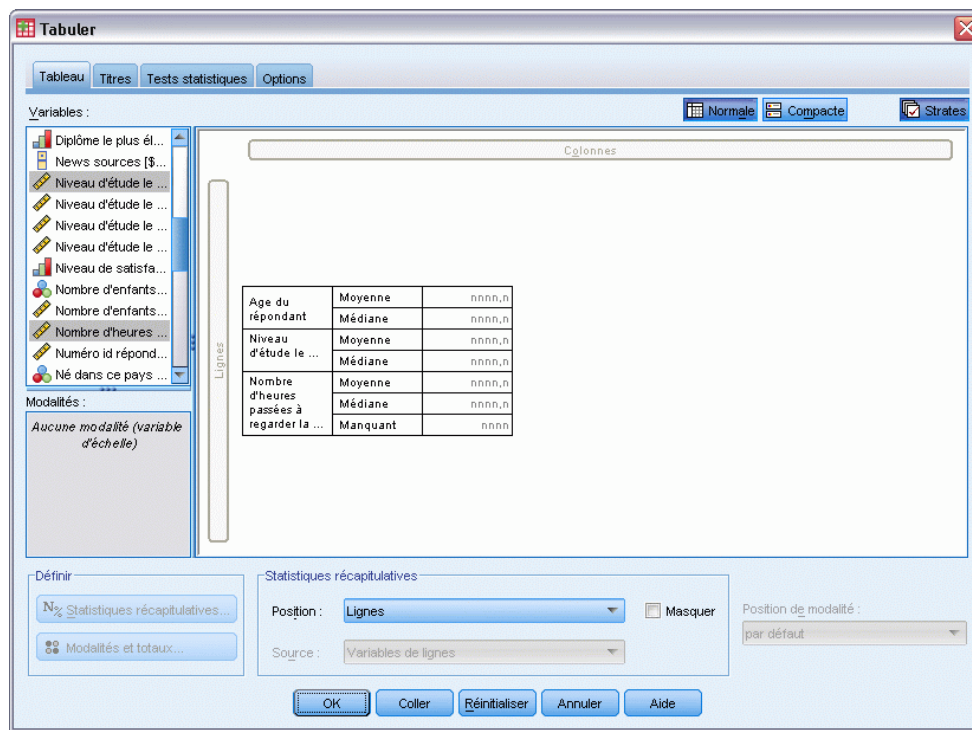 Tabuler
Tableau Titres Tests statistiques Options
Variables :
Normale Compacte Strates
Diplôme le plus él...
News sources [$...
Niveau d'étude le ...
Niveau d'étude le ...
Niveau d'étude le ...
Niveau d'étude le ...
Niveau de satisfa...
Nombre d'enfants...
Nombre d'enfants...
Nombre d'heures ...
Numéro id répond...
Né dans ce pays ...
Modalités :
Aucune modalité (variable
d'échelle)
Colonnes
Lignes
Age du
répondant
Moyenne nnnn,n
Médiane nnnn,n
Niveau
d'étude le ...
Moyenne nnnn,n
Médiane nnnn,n
Nombre
d'heures
passées à
regarder la ...
Moyenne nnnn,n
Médiane nnnn,n
Manquant nnnn
Définir
N% Statistiques récapitulatives...
Modalités et totaux...
Statistiques récapitulatives
Position : Lignes Masquer
Source : Variables de lignes
Position de modalité :
par défaut
OK Coller Réinitialiser Annuler Aide